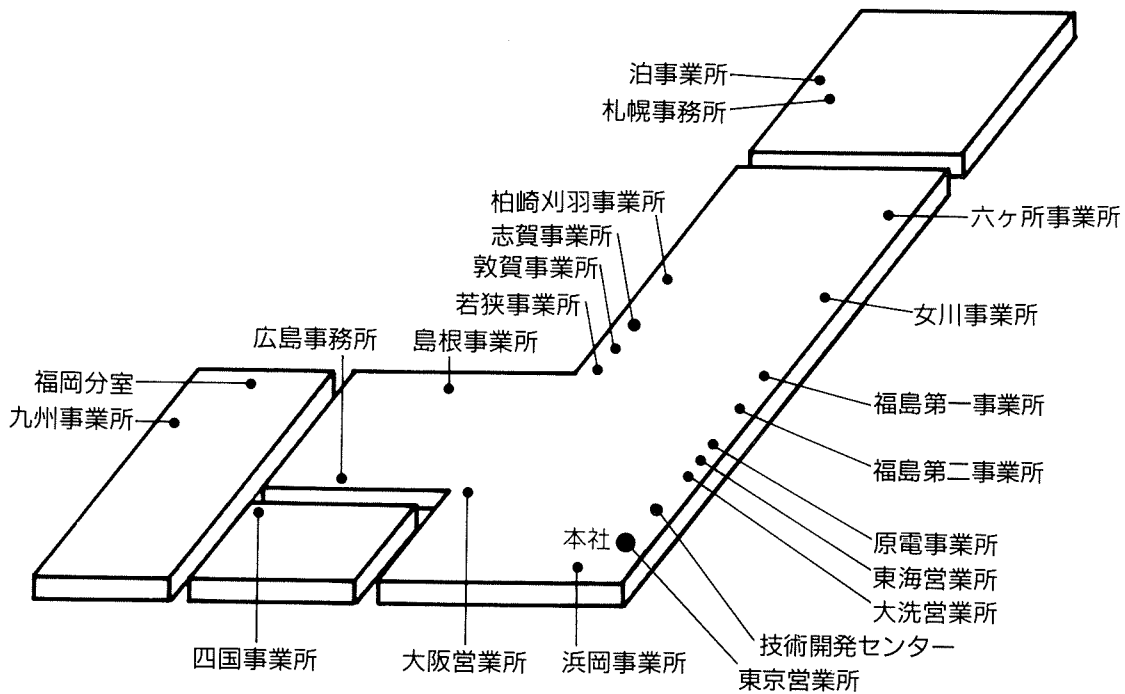 泊事業所
札幌事務所
柏崎刈羽事業所
志賀事業所
敦賀事業所
若狭事業所
広島事務所
島根事業所
福岡分室
九州事業所
六ヶ所事業所
女川事業所
福島第一事業所
福島第二事業所
原電事業所
東海営業所
大洗営業所
技術開発センター
東京営業所
本社
四国事業所
大阪営業所
浜岡事業所